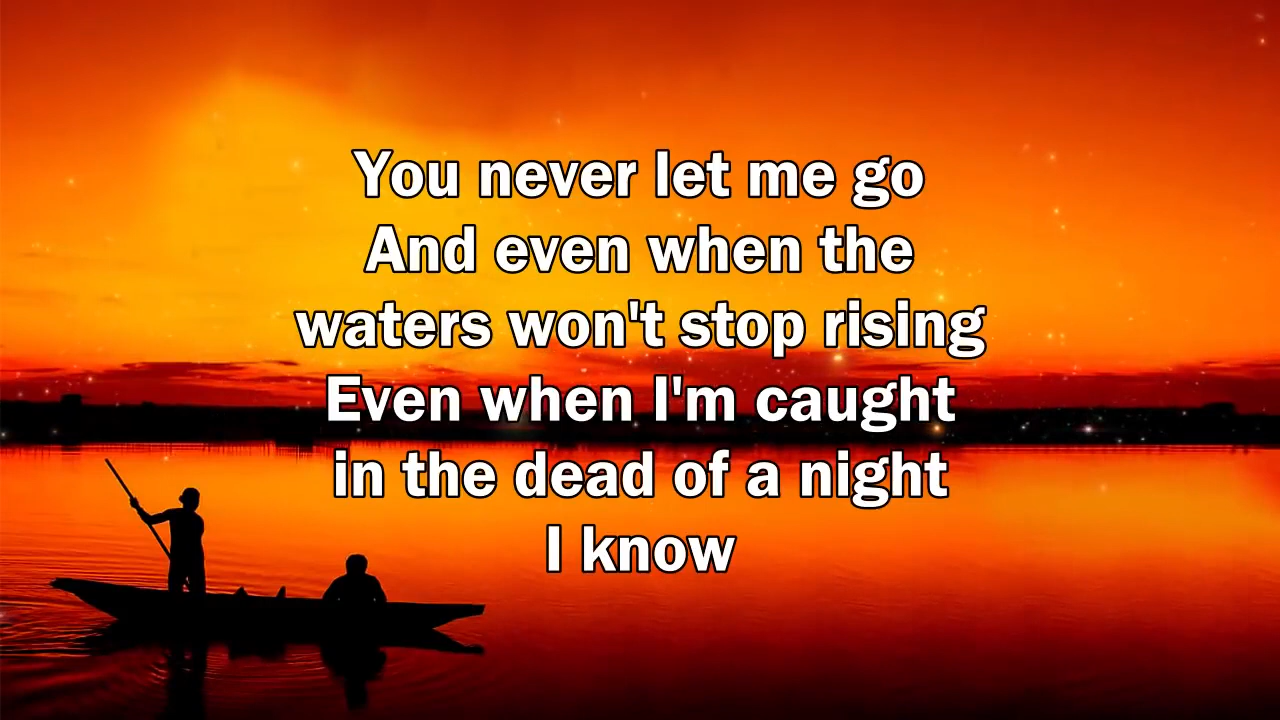 You never let me go
And even when the
waters won't stop rising
Even when I'm caught
in the dead of a night
I know